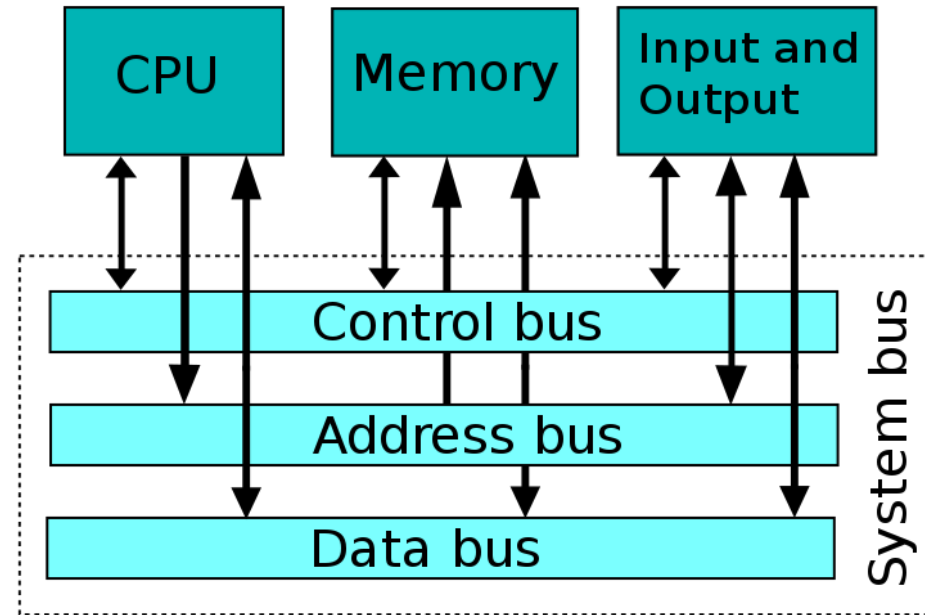 CPU
Memory
Input and
Output
Control bus
Address bus
Data bus
System bus